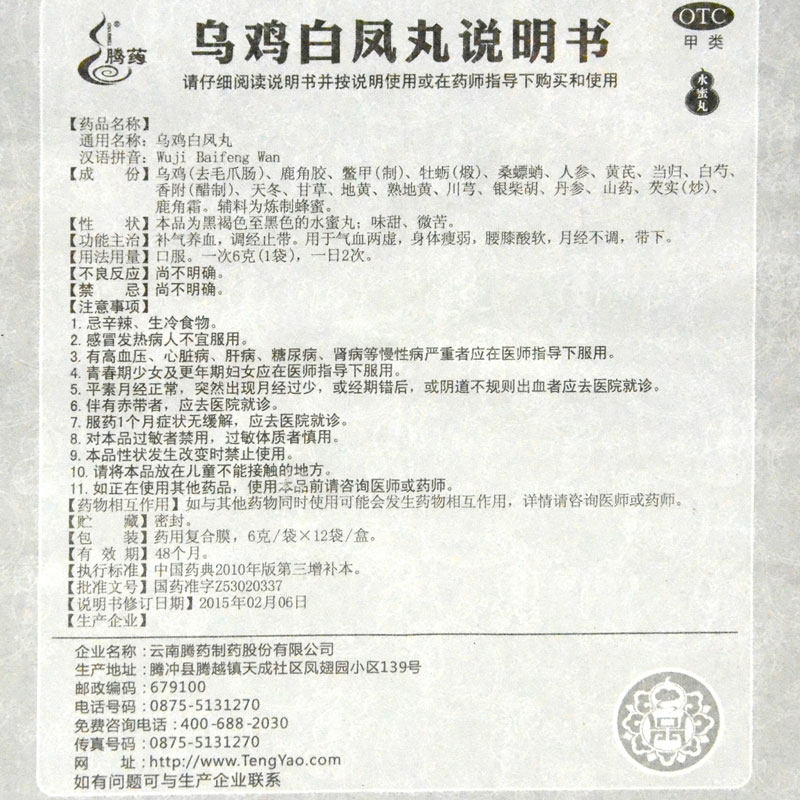 腾药
乌鸡白凤丸说明书
OTC
甲类
请仔细阅读说明书并按说明使用或在药师指导下购买和使用
水蜜丸
【药品名称】
通用名称：乌鸡白凤丸
汉语拼音：Wuji Baifeng Wan
【成 份】乌鸡(去毛爪肠)、鹿角胶、鳖甲(制)、牡蛎(煅)、桑螵蛸、人参、黄芪、当归、白芍、
香附(醋制)、天冬、甘草、地黄、熟地黄、川芎、银柴胡、丹参、山药、芡实(炒)、
鹿角霜。辅料为炼制蜂蜜。
【性 状】本品为黑褐色至黑色的水蜜丸；味甜、微苦。
【功能主治】补气养血，调经止带。用于气血两虚，身体瘦弱，腰膝酸软，月经不调，带下。
【用法用量】口服。一次6克(1袋)，一日2次。
【不良反应】尚不明确。
【禁 忌】尚不明确。
【注意事项】
1. 忌辛辣、生冷食物。
2. 感冒发热病人不宜服用。
3. 有高血压、心脏病、肝病、糖尿病、肾病等慢性病严重者应在医师指导下服用。
4. 青春期少女及更年期妇女应在医师指导下服用。
5. 平素月经正常，突然出现月经过少，或经期错后，或阴道不规则出血者应去医院就诊。
6. 伴有赤带者，应去医院就诊。
7. 服药1个月症状无缓解，应去医院就诊。
8. 对本品过敏者禁用，过敏体质者慎用。
9. 本品性状发生改变时禁止使用。
10. 请将本品放在儿童不能接触的地方。
11. 如正在使用其他药品，使用本品前请咨询医师或药师。
【药物相互作用】如与其他药物同时使用可能会发生药物相互作用，详情请咨询医师或药师。
【贮 藏】密封。
【包 装】药用复合膜，6克/袋×12袋/盒。
【有 效 期】48个月。
【执行标准】中国药典2010年版第三增补本。
【批准文号】国药准字Z53020337
【说明书修订日期】2015年02月06日
【生产企业】
企业名称：云南腾药制药股份有限公司
生产地址：腾冲县腾越镇天成社区凤翅园小区139号
邮政编码：679100
电话号码：0875-5131270
免费咨询电话：400-688-2030
传真号码：0875-5131270
网 址：http://www.TengYao.com
如有问题可与生产企业联系